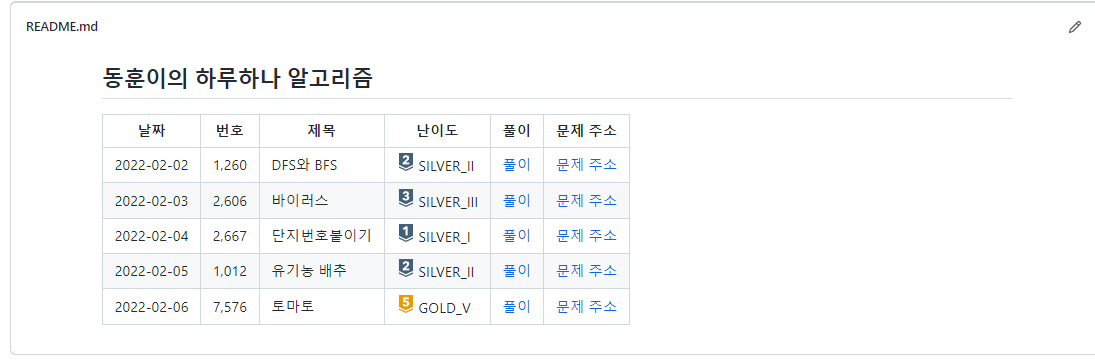 README.md
동훈이의 하루하나 알고리즘
날짜 번호 제목 난이도 풀이 문제 주소
2022-02-02 1,260 DFS와 BFS 2 SILVER_II 풀이 문제 주소
2022-02-03 2,606 바이러스 3 SILVER_III 풀이 문제 주소
2022-02-04 2,667 단지번호붙이기 1 SILVER_I 풀이 문제 주소
2022-02-05 1,012 유기농 배추 2 SILVER_II 풀이 문제 주소
2022-02-06 7,576 토마토 5 GOLD_V 풀이 문제 주소